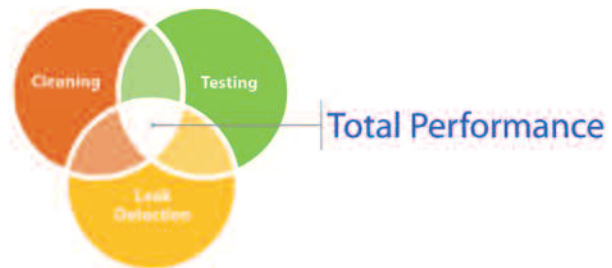 Cleaning
Testing
Total Performance
Leak
Detection